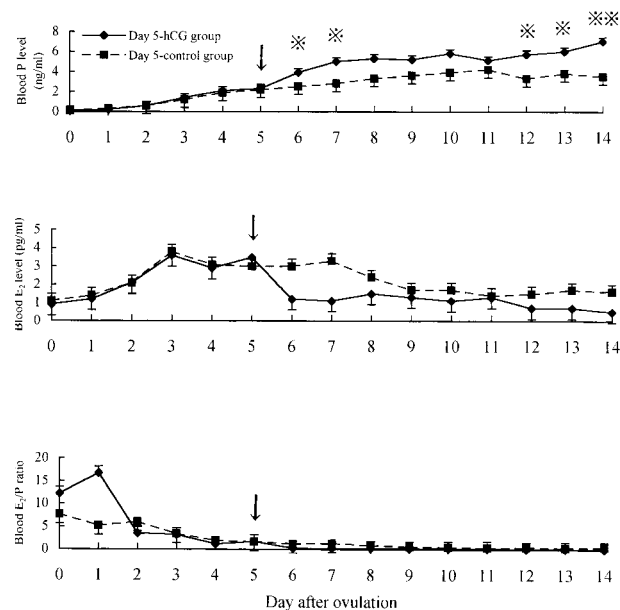 ※※
※ ※ ※ ※
Day 5-hCG group
Day 5-control group
Blood P level
(ng/ml)
8
6
4
2
0
0 1 2 3 4 5 6 7 8 9 10 11 12 13 14
Blood E₂ level (pg/ml)
5
4
3
2
1
0
0 1 2 3 4 5 6 7 8 9 10 11 12 13 14
Blood E₂/P ratio
20
15
10
5
0
0 1 2 3 4 5 6 7 8 9 10 11 12 13 14
Day after ovulation